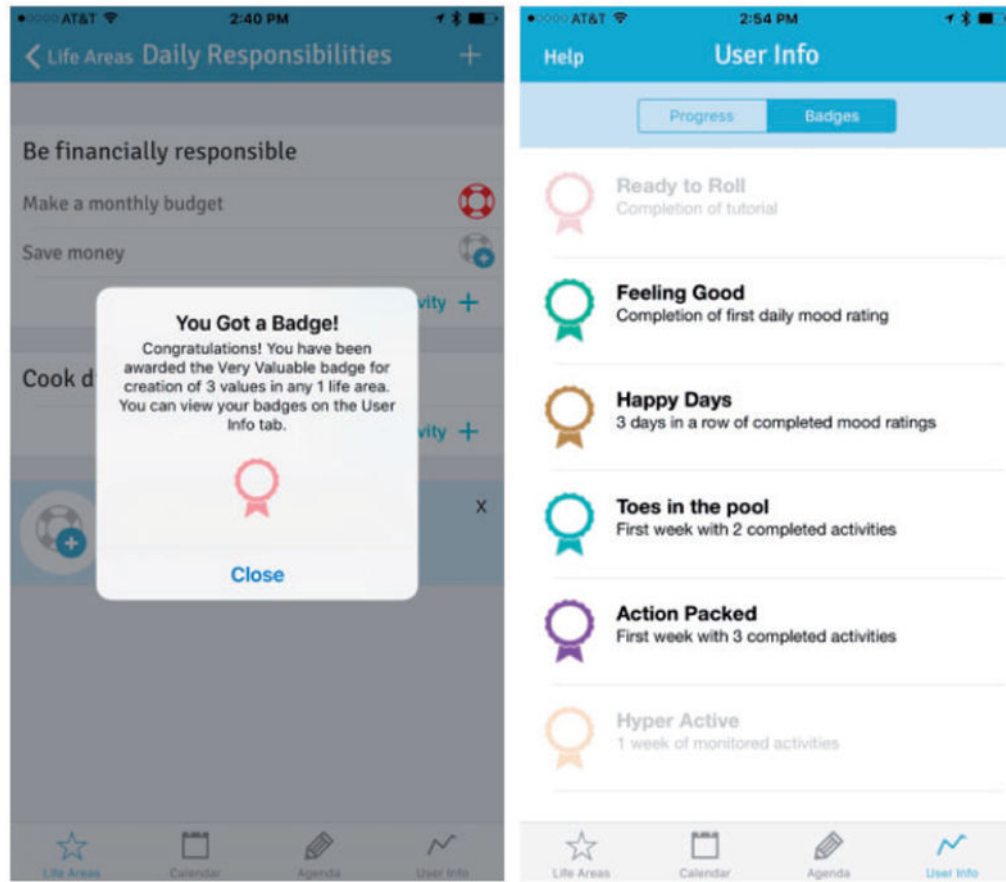 AT&T 2:40 PM
Life Areas Daily Responsibilities +
Be financially responsible
Make a monthly budget
Save money
vity +
You Got a Badge!
Congratulations! You have been
awarded the Very Valuable badge for
creation of 3 values in any 1 life area.
You can view your badges on the User
Info tab.
Close
Cook d
vity +
X
Life Areas Calendar Agenda User Info
AT&T 2:54 PM
Help User Info
Progress Badges
Ready to Roll
Completion of tutorial
Feeling Good
Completion of first daily mood rating
Happy Days
3 days in a row of completed mood ratings
Toes in the pool
First week with 2 completed activities
Action Packed
First week with 3 completed activities
Hyper Active
1 week of monitored activities
Life Areas Calendar Agenda User Info